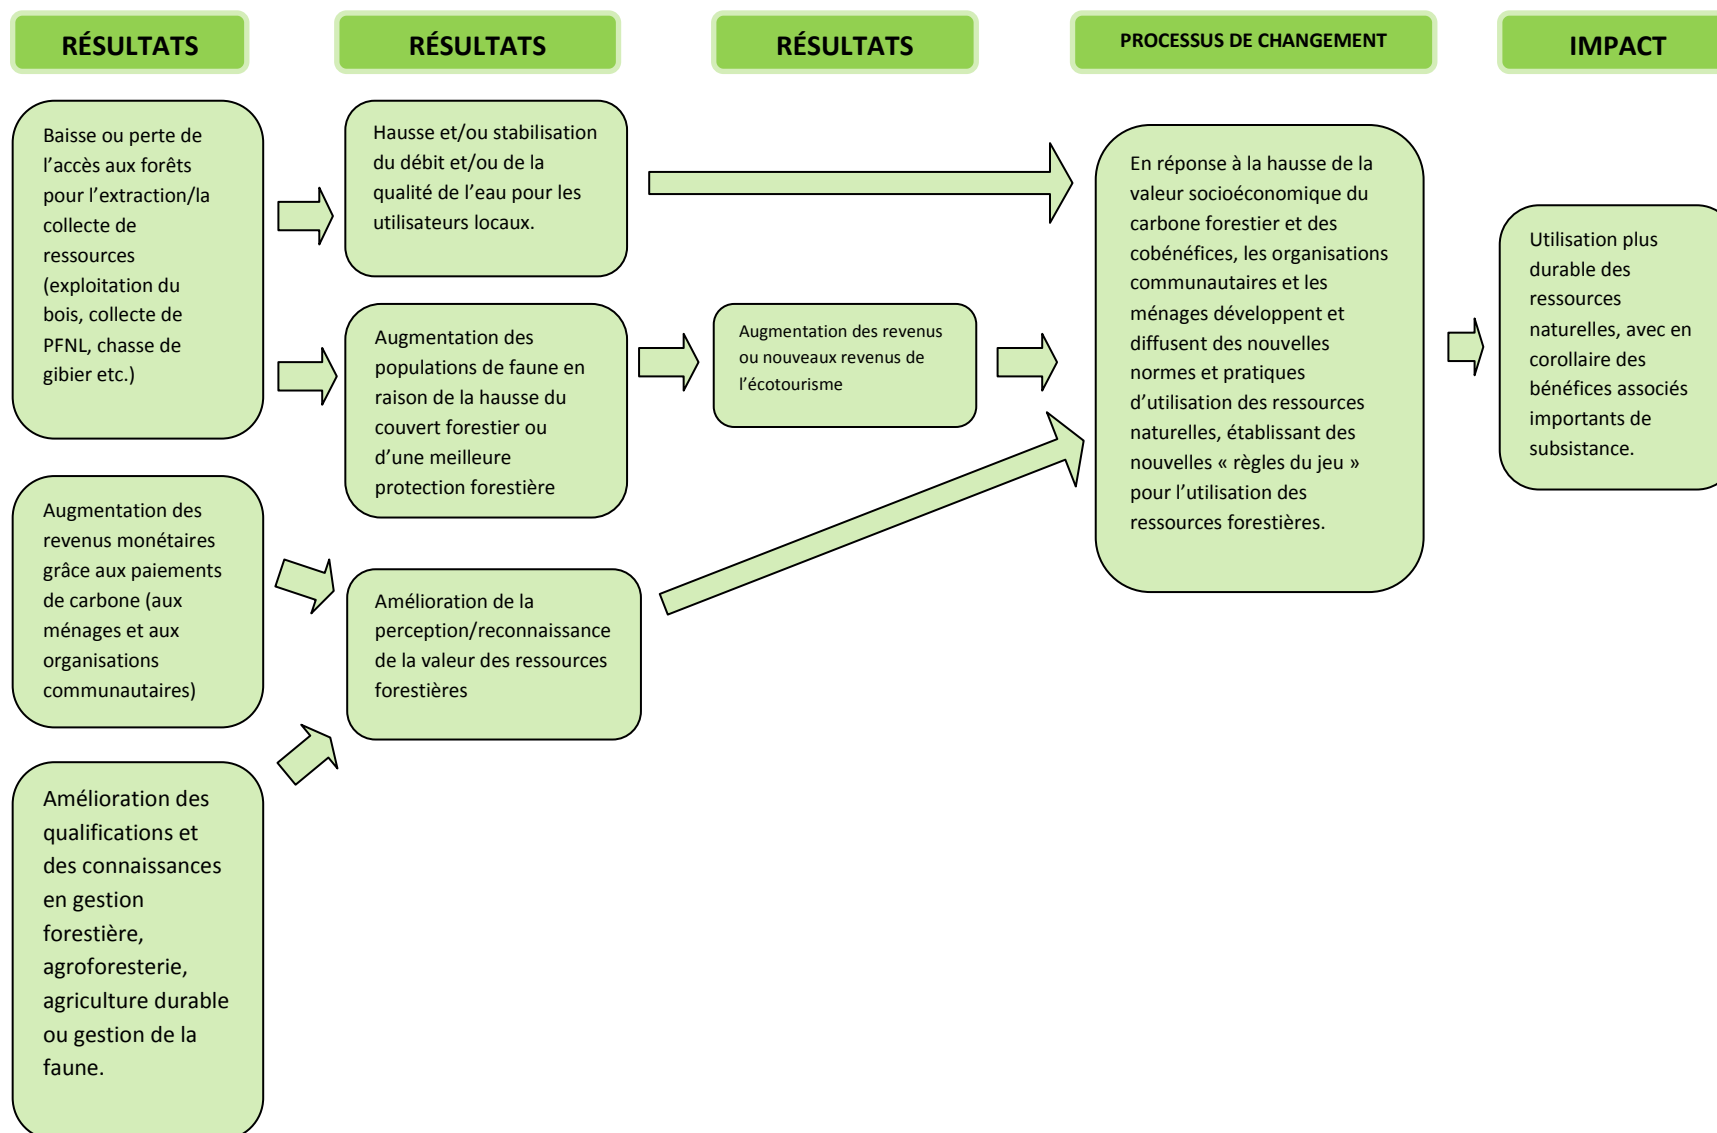 RÉSULTATS
RÉSULTATS
RÉSULTATS
PROCESSUS DE CHANGEMENT
IMPACT
Baisse ou perte de
l’accès aux forêts
pour l’extraction/la
collecte de
ressources
(exploitation du
bois, collecte de
PFNL, chasse de
gibier etc.)
Augmentation des
revenus monétaires
grâce aux paiements
de carbone (aux
ménages et aux
organisations
communautaires)
Amélioration des
qualifications et
des connaissances
en gestion
forestière,
agroforesterie,
agriculture durable
ou gestion de la
faune.
Hausse et/ou stabilisation
du débit et/ou de la
qualité de l’eau pour les
utilisateurs locaux.
Augmentation des
populations de faune en
raison de la hausse du
couvert forestier ou
d’une meilleure
protection forestière
Amélioration de la
perception/reconnaissance
de la valeur des ressources
forestières
Augmentation des revenus
ou nouveaux revenus de
l’écotourisme
En réponse à la hausse de la
valeur socioéconomique du
carbone forestier et des
cobénéfices, les organisations
communautaires et les
ménages développent et
diffusent des nouvelles
normes et pratiques
d’utilisation des ressources
naturelles, établissant des
nouvelles « règles du jeu »
pour l’utilisation des
ressources forestières.
Utilisation plus
durable des
ressources
naturelles, avec en
corollaire des
bénéfices associés
importants de
subsistance.